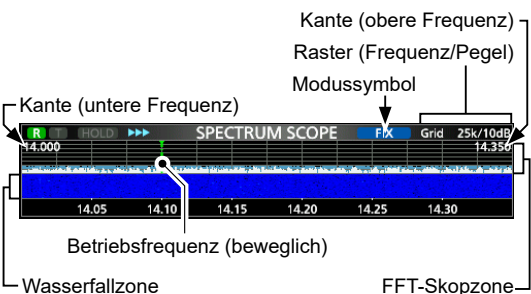 Kante (obere Frequenz)
Raster (Frequenz/Pegel)
Modussymbol
Kante (untere Frequenz)
R T HOLD SPECTRUM SCOPE FIX Grid 25k/10dB
14.000 14.350
14.05 14.10 14.15 14.20 14.25 14.30
Betriebsfrequenz (beweglich)
Wasserfallzone FFT-Skopzone